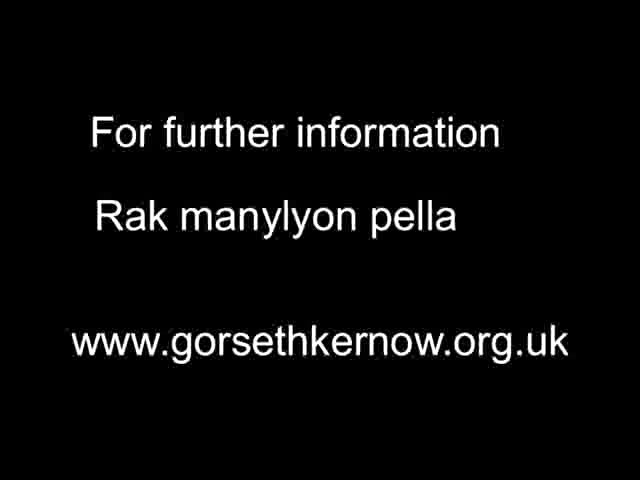 For further information
Rak manylyon pella
www.gorsethkernow.org.uk